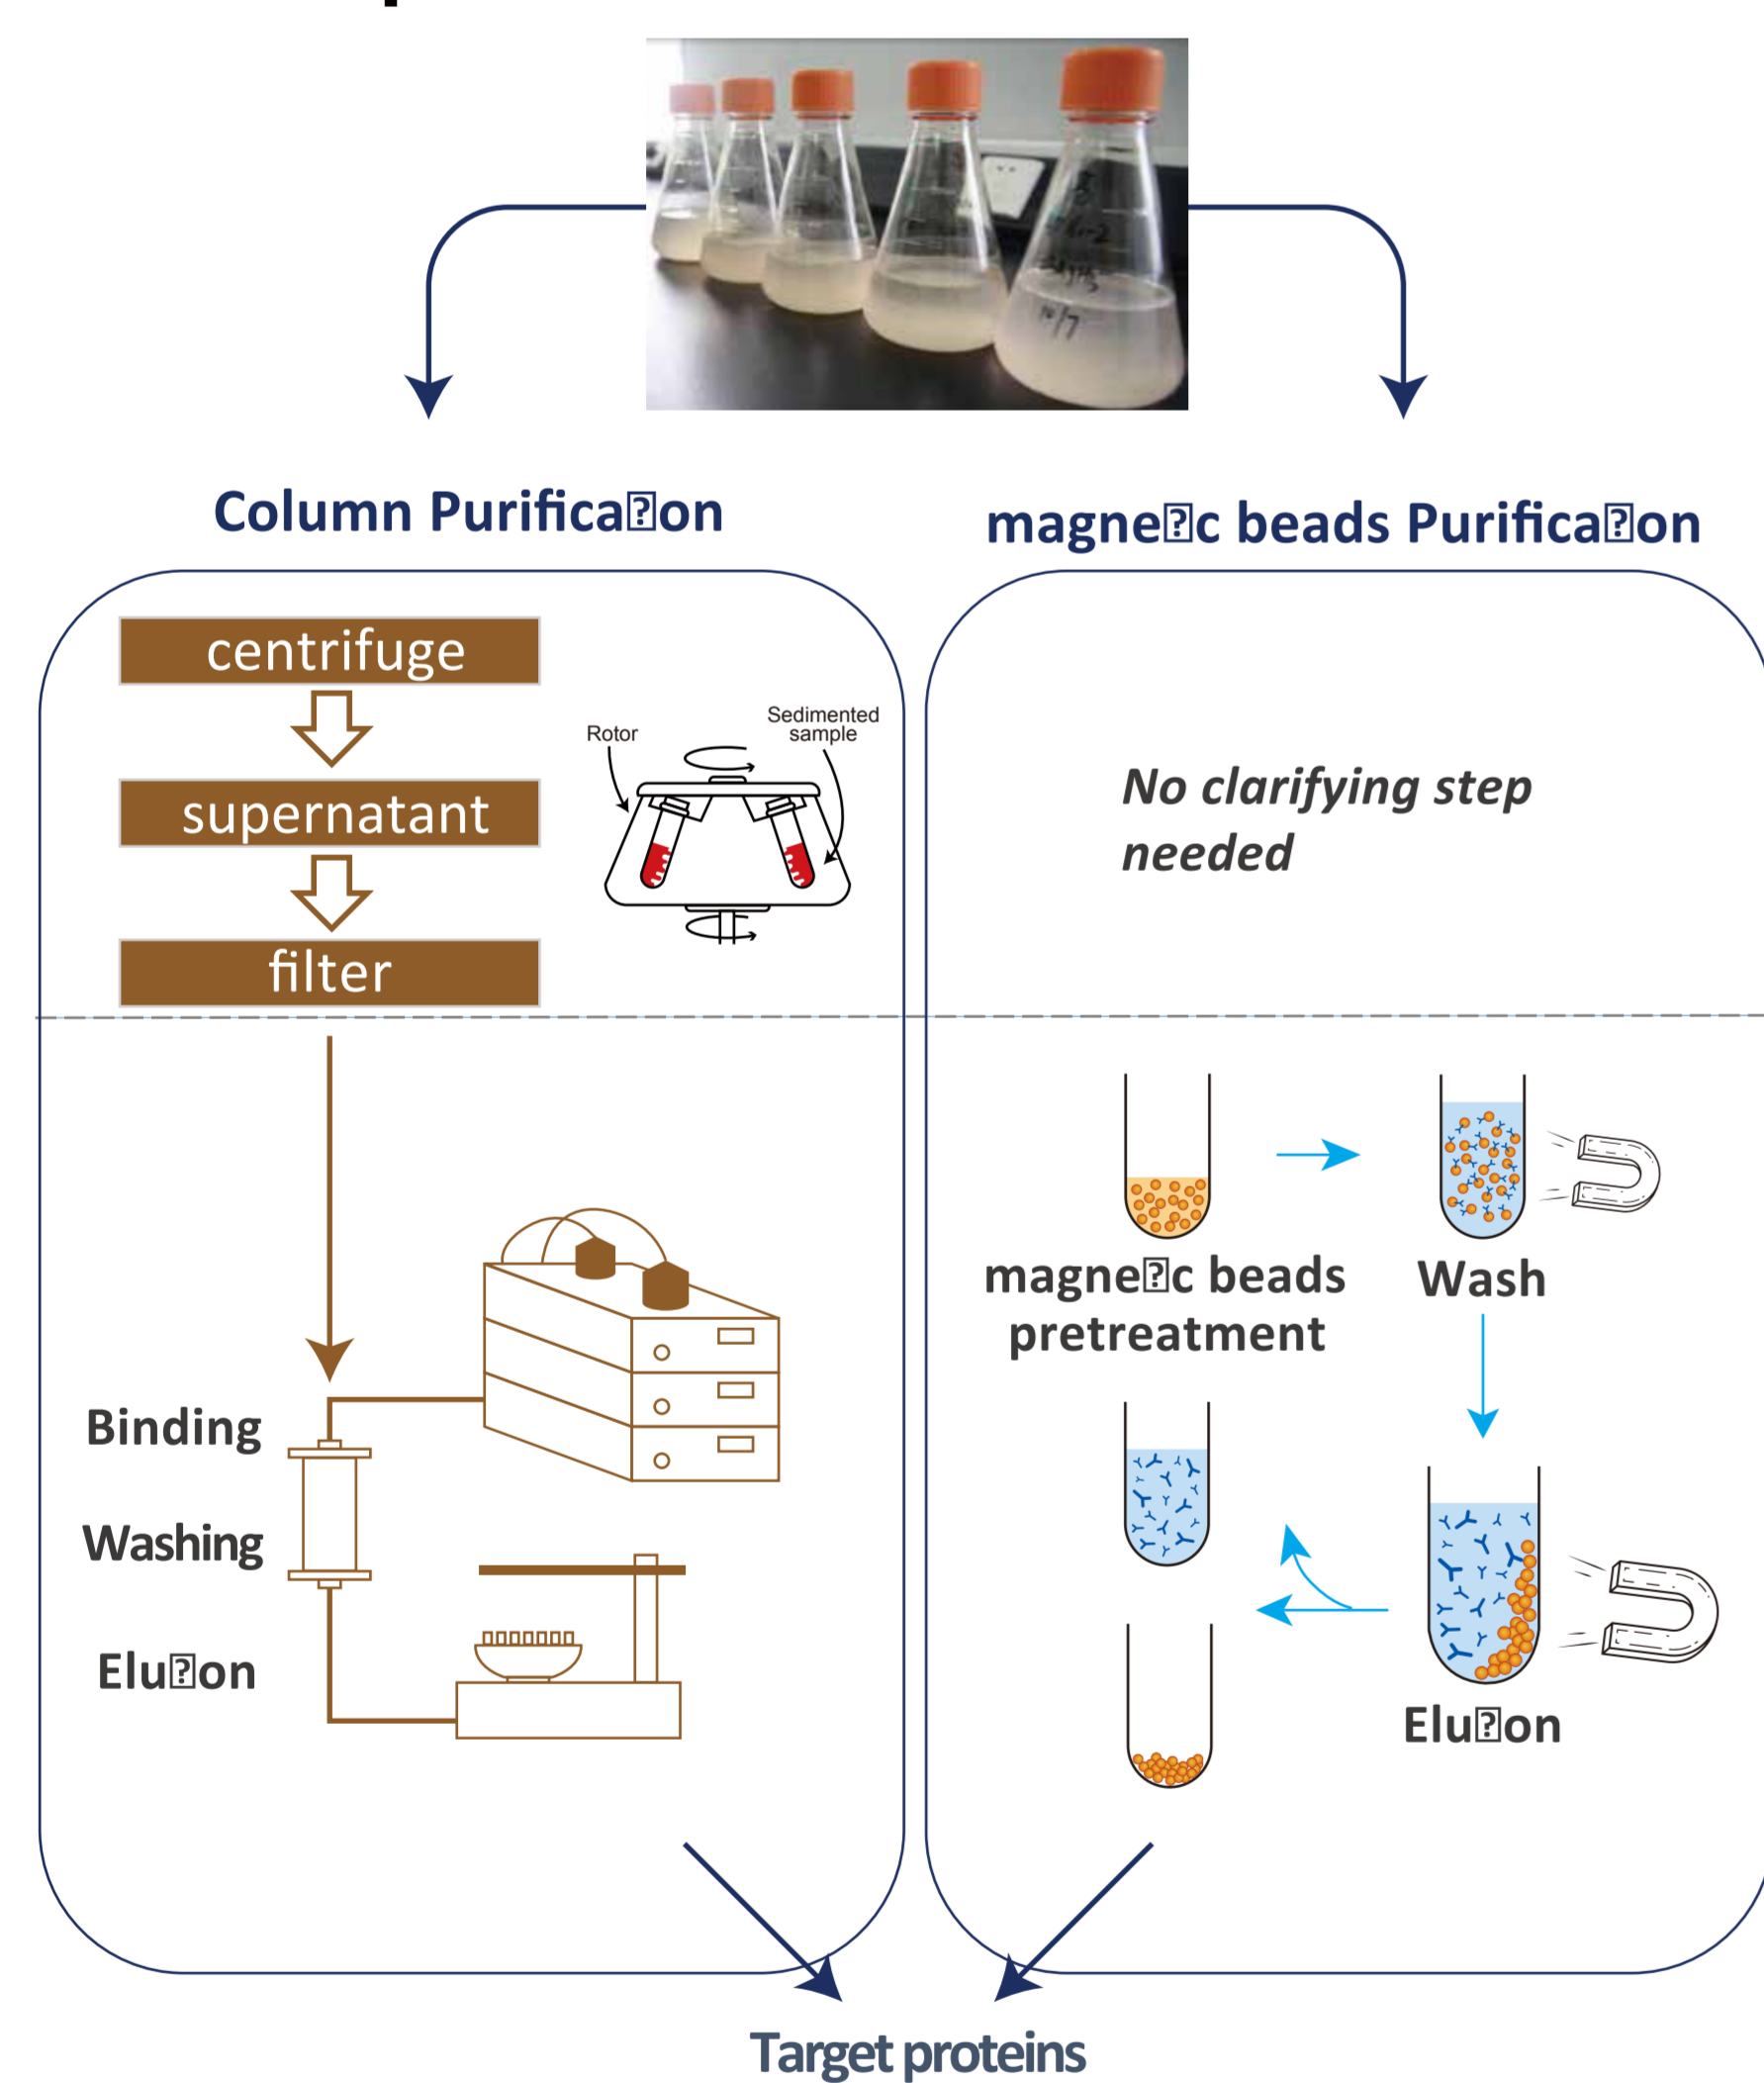 Column Purifica⍰on
magne⍰c beads Purifica⍰on
centrifuge
supernatant
filter
Rotor
Sedimented
sample
No clarifying step
needed
Binding
Washing
Elu⍰on
magne⍰c beads
pretreatment
Wash
Elu⍰on
Target proteins